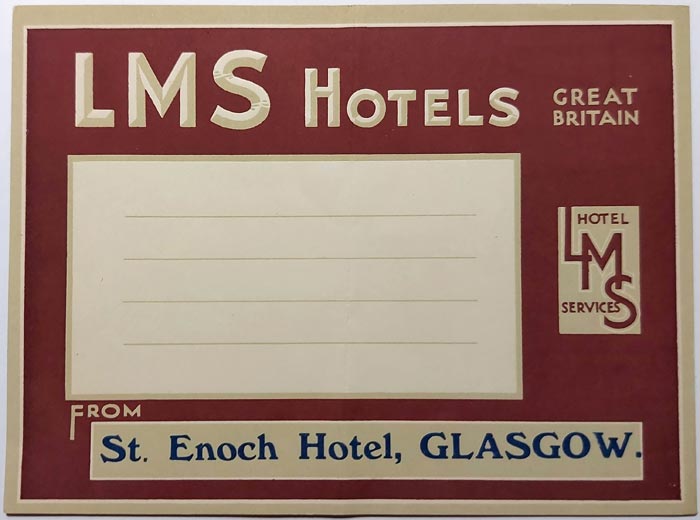 LMS HOTELS
GREAT
BRITAIN
HOTEL
LMS
SERVICES
FROM
St. Enoch Hotel, GLASGOW.